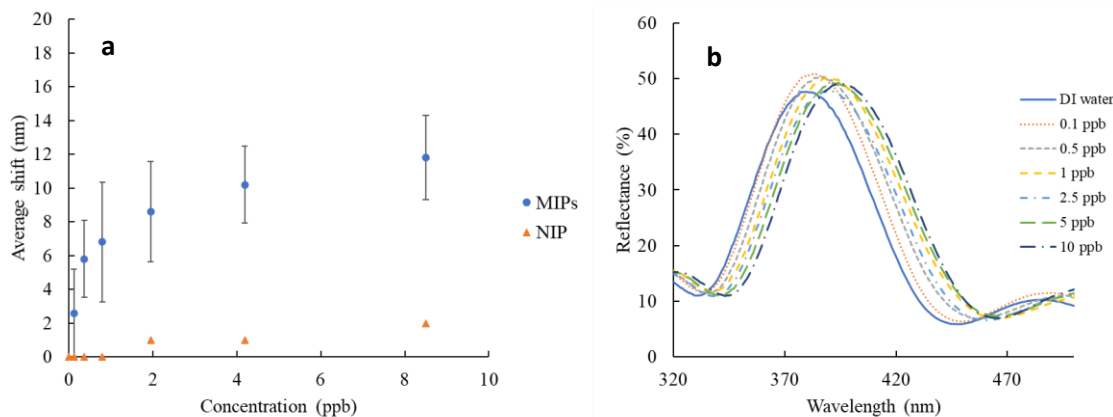 a
20
18
16
14
12
10
8
6
4
2
0
Average shift (nm)
0 2 4 6 8 10
Concentration (ppb)
MIPs
NIP
b
60
50
40
30
20
10
0
Reflectance (%)
320 370 420 470
Wavelength (nm)
DI water
0.1 ppb
0.5 ppb
1 ppb
2.5 ppb
5 ppb
10 ppb